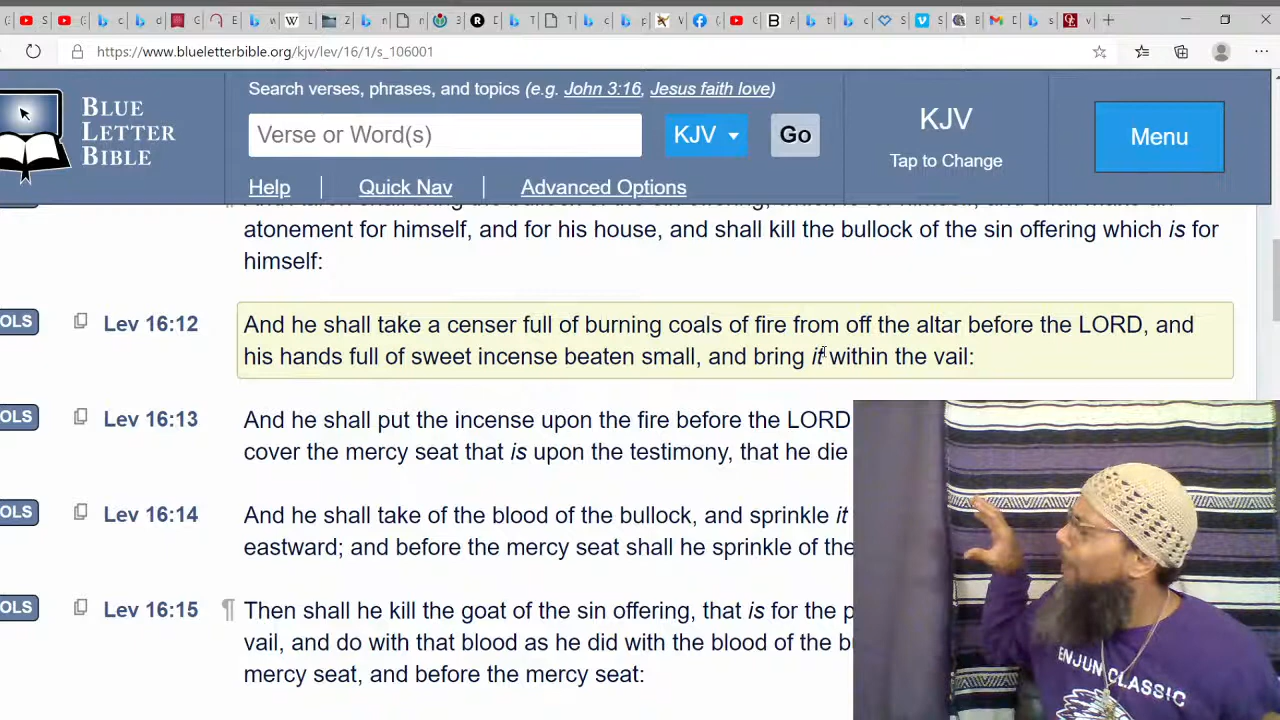 https://www.blueletterbible.org/kjv/lev/16/1/s_106001
BLUE
LETTER
BIBLE
Search verses, phrases, and topics (e.g. John 3:16, Jesus faith love)
Verse or Word(s)
KJV
Go
Help
Quick Nav
Advanced Options
KJV
Tap to Change
Menu
atonement for himself, and for his house, and shall kill the bullock of the sin offering which is for
himself:
OLS
Lev 16:12
And he shall take a censer full of burning coals of fire from off the altar before the LORD, and
his hands full of sweet incense beaten small, and bring it within the vail:
OLS
Lev 16:13
And he shall put the incense upon the fire before the LORD
cover the mercy seat that is upon the testimony, that he die
OLS
Lev 16:14
And he shall take of the blood of the bullock, and sprinkle it
eastward; and before the mercy seat shall he sprinkle of the
OLS
Lev 16:15
¶ Then shall he kill the goat of the sin offering, that is for the p
vail, and do with that blood as he did with the blood of the bu
mercy seat, and before the mercy seat:
ENJUN CLASSIC